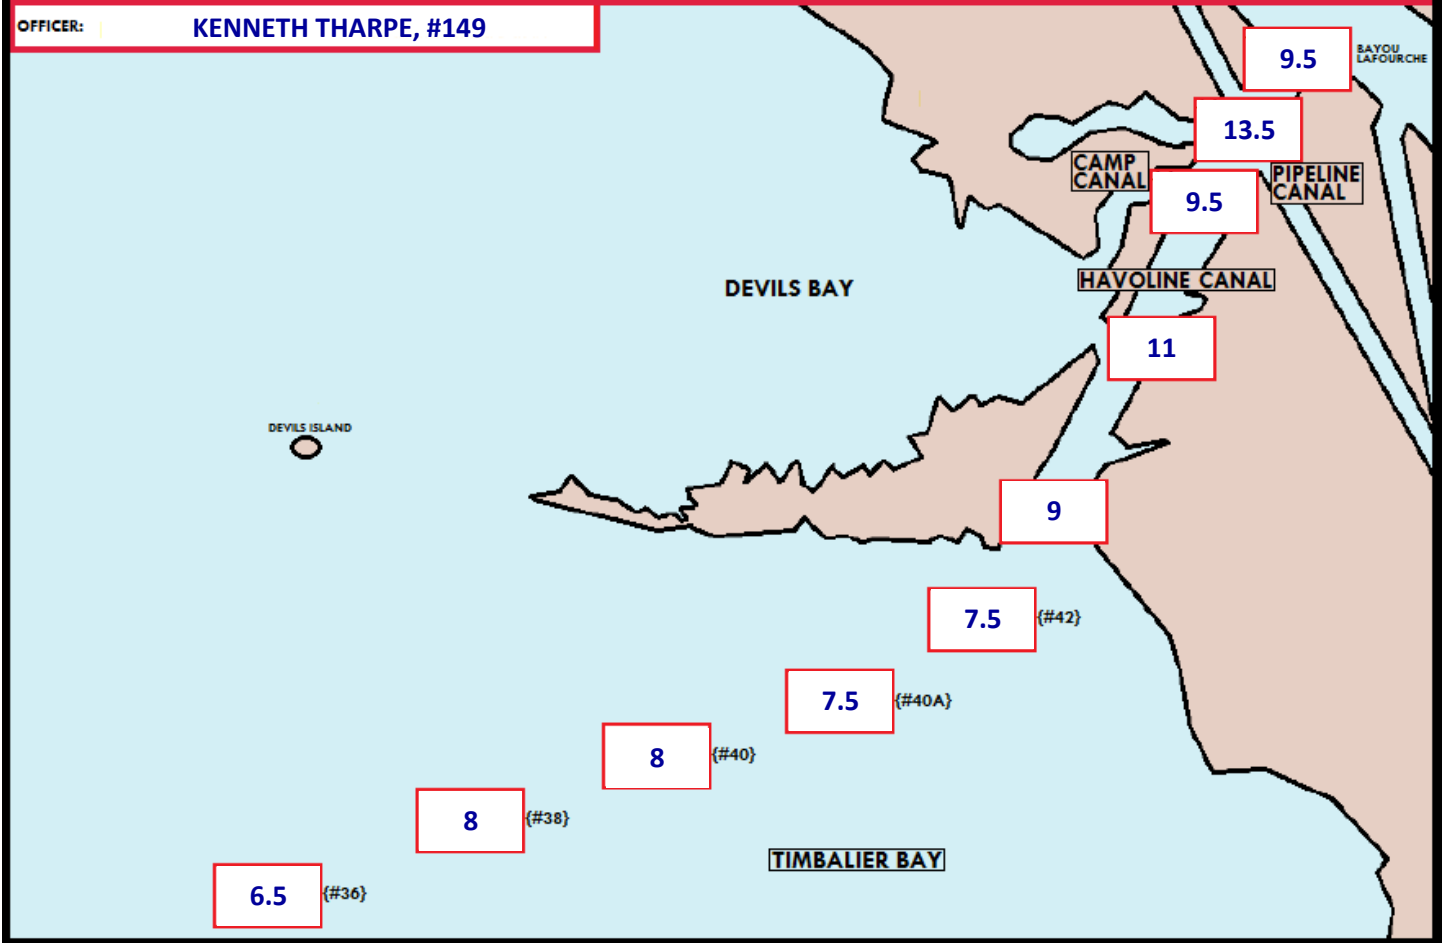 OFFICER: KENNETH THARPE, #149
9.5
BAYOU
LAFOURCHE
13.5
CAMP
CANAL
PIPELINE
CANAL
9.5
HAVOLINE CANAL
DEVILS BAY
11
DEVILS ISLAND
9
7.5 {#42}
7.5 {#40A}
8 {#40}
8 {#38}
TIMBALIER BAY
6.5 {#36}